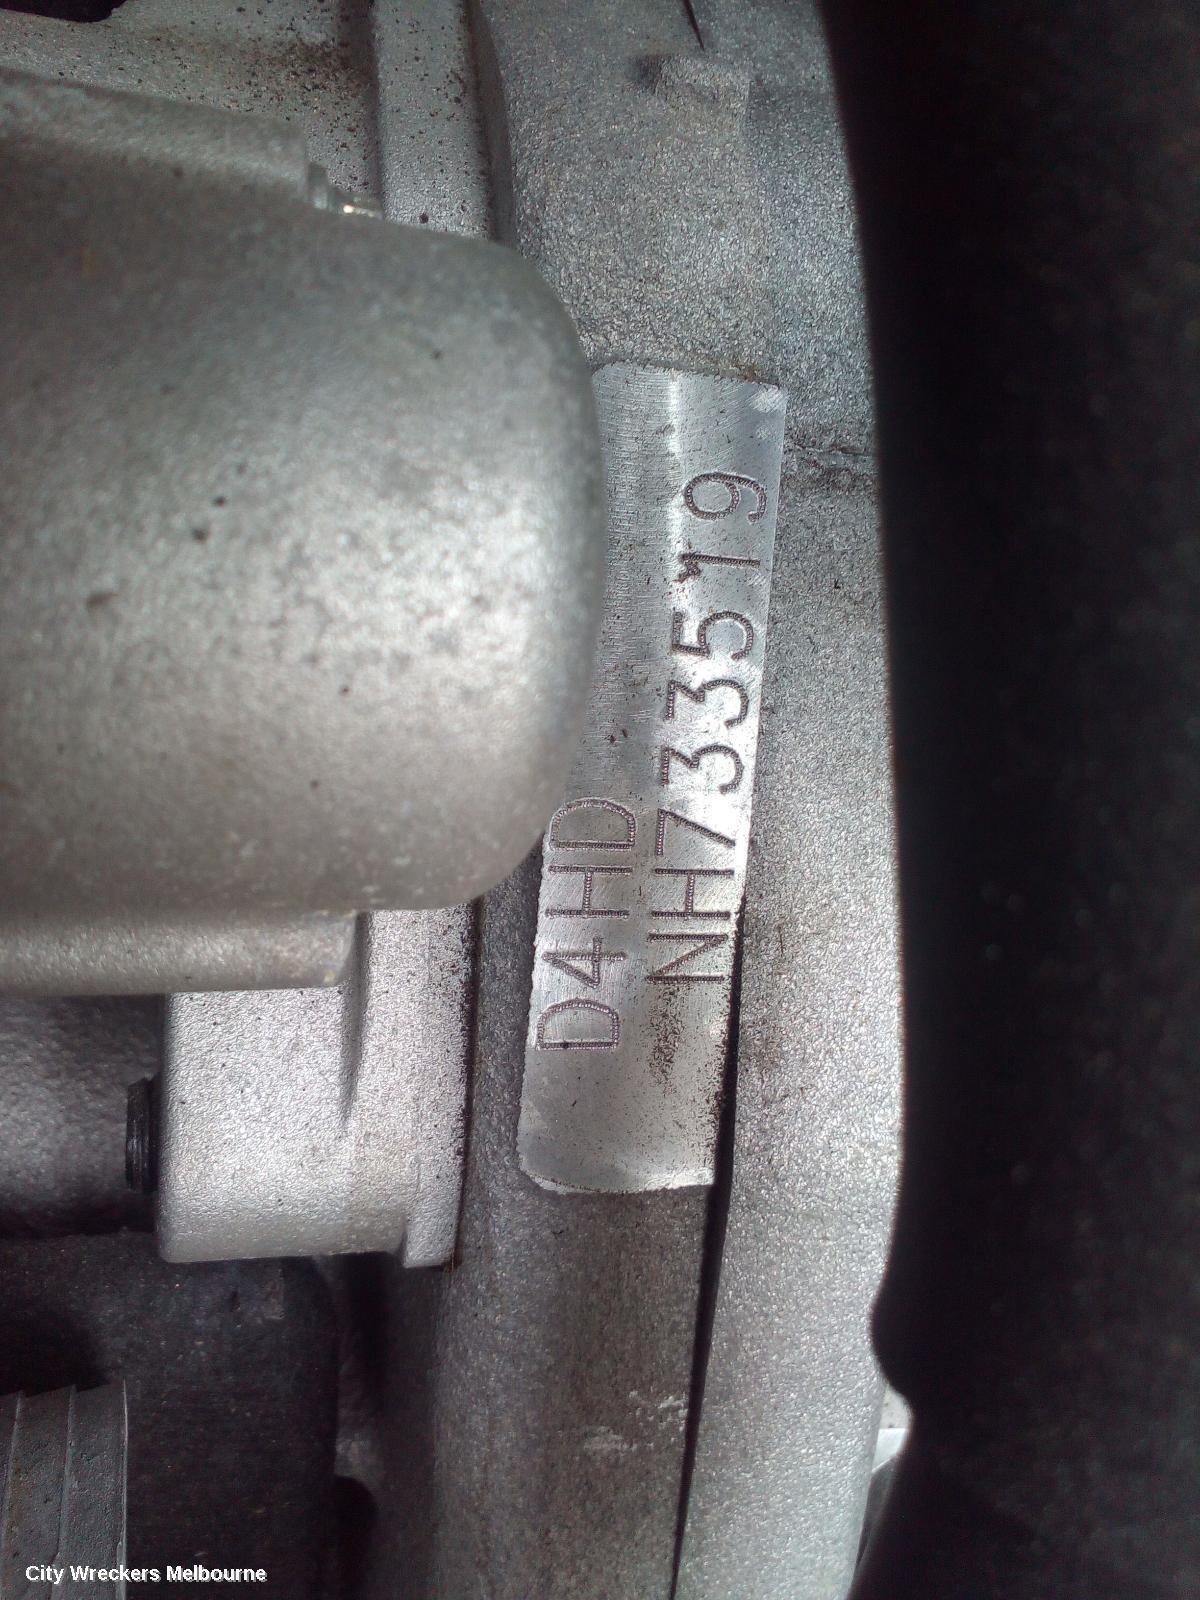 D4HD
NH733519
City Wreckers Melbourne